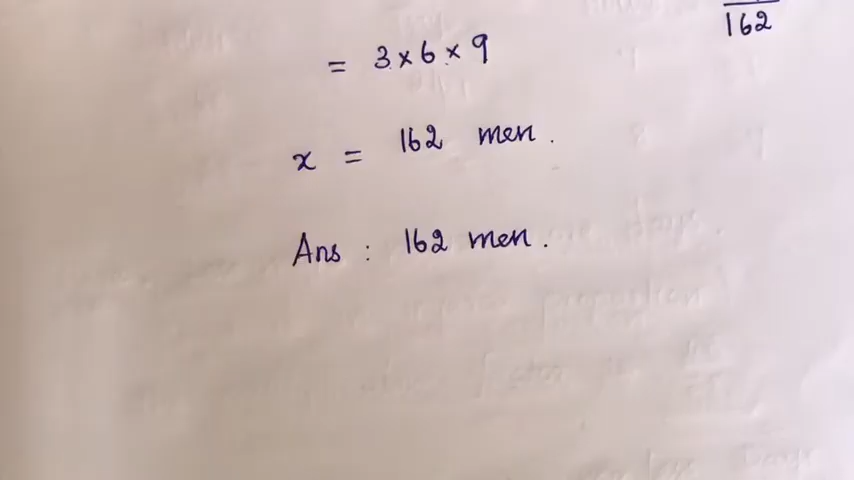 162
= 3 × 6 × 9
x = 162 men.
Ans : 162 men.